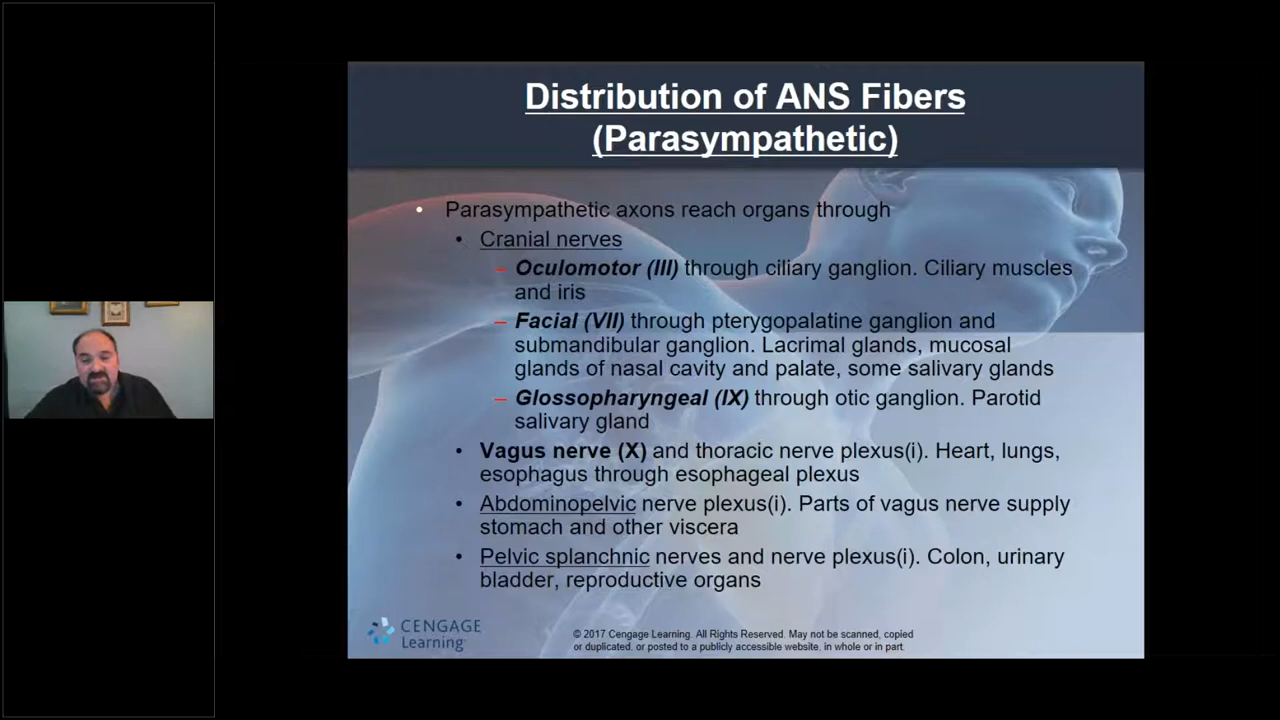 Distribution of ANS Fibers
(Parasympathetic)
• Parasympathetic axons reach organs through
• Cranial nerves
– Oculomotor (III) through ciliary ganglion. Ciliary muscles
and iris
– Facial (VII) through pterygopalatine ganglion and
submandibular ganglion. Lacrimal glands, mucosal
glands of nasal cavity and palate, some salivary glands
– Glossopharyngeal (IX) through otic ganglion. Parotid
salivary gland
• Vagus nerve (X) and thoracic nerve plexus(i). Heart, lungs,
esophagus through esophageal plexus
• Abdominopelvic nerve plexus(i). Parts of vagus nerve supply
stomach and other viscera
• Pelvic splanchnic nerves and nerve plexus(i). Colon, urinary
bladder, reproductive organs
CENGAGE
Learning
© 2017 Cengage Learning. All Rights Reserved. May not be scanned, copied
or duplicated, or posted to a publicly accessible website, in whole or in part.